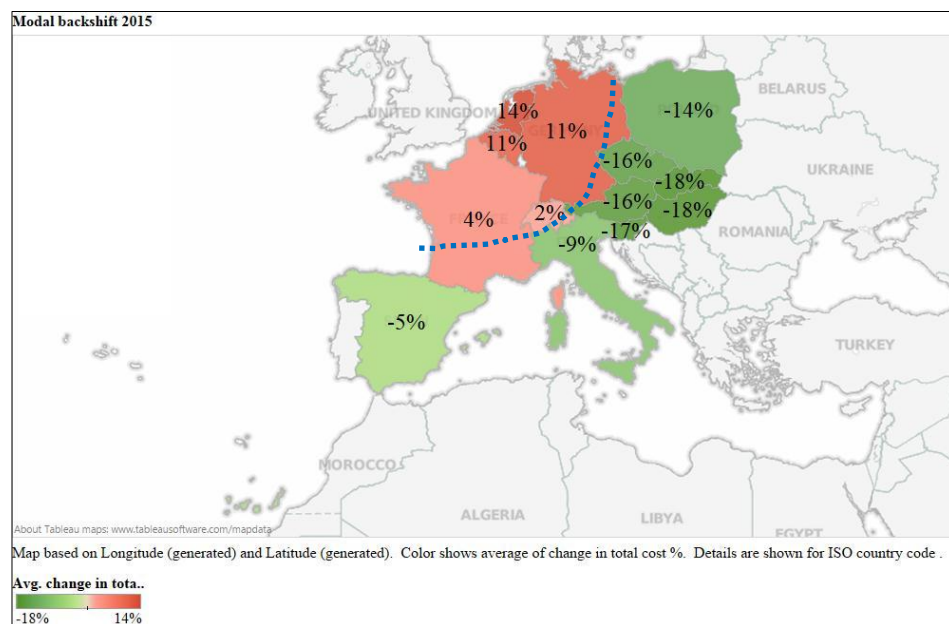 Modal backshift 2015
BELARUS
UNITED KINGDOM
14%
-14%
11%
11%
-16%
UKRAINE
-18%
-16%
-18%
4%
2%
-17%
ROMANIA
-9%
-5%
TURKEY
MOROCCO
ALGERIA
LIBYA
EGYPT
About Tableau maps: www.tableausoftware.com/mapdata
Map based on Longitude (generated) and Latitude (generated). Color shows average of change in total cost %. Details are shown for ISO country code .
Avg. change in tota..
-18% 14%